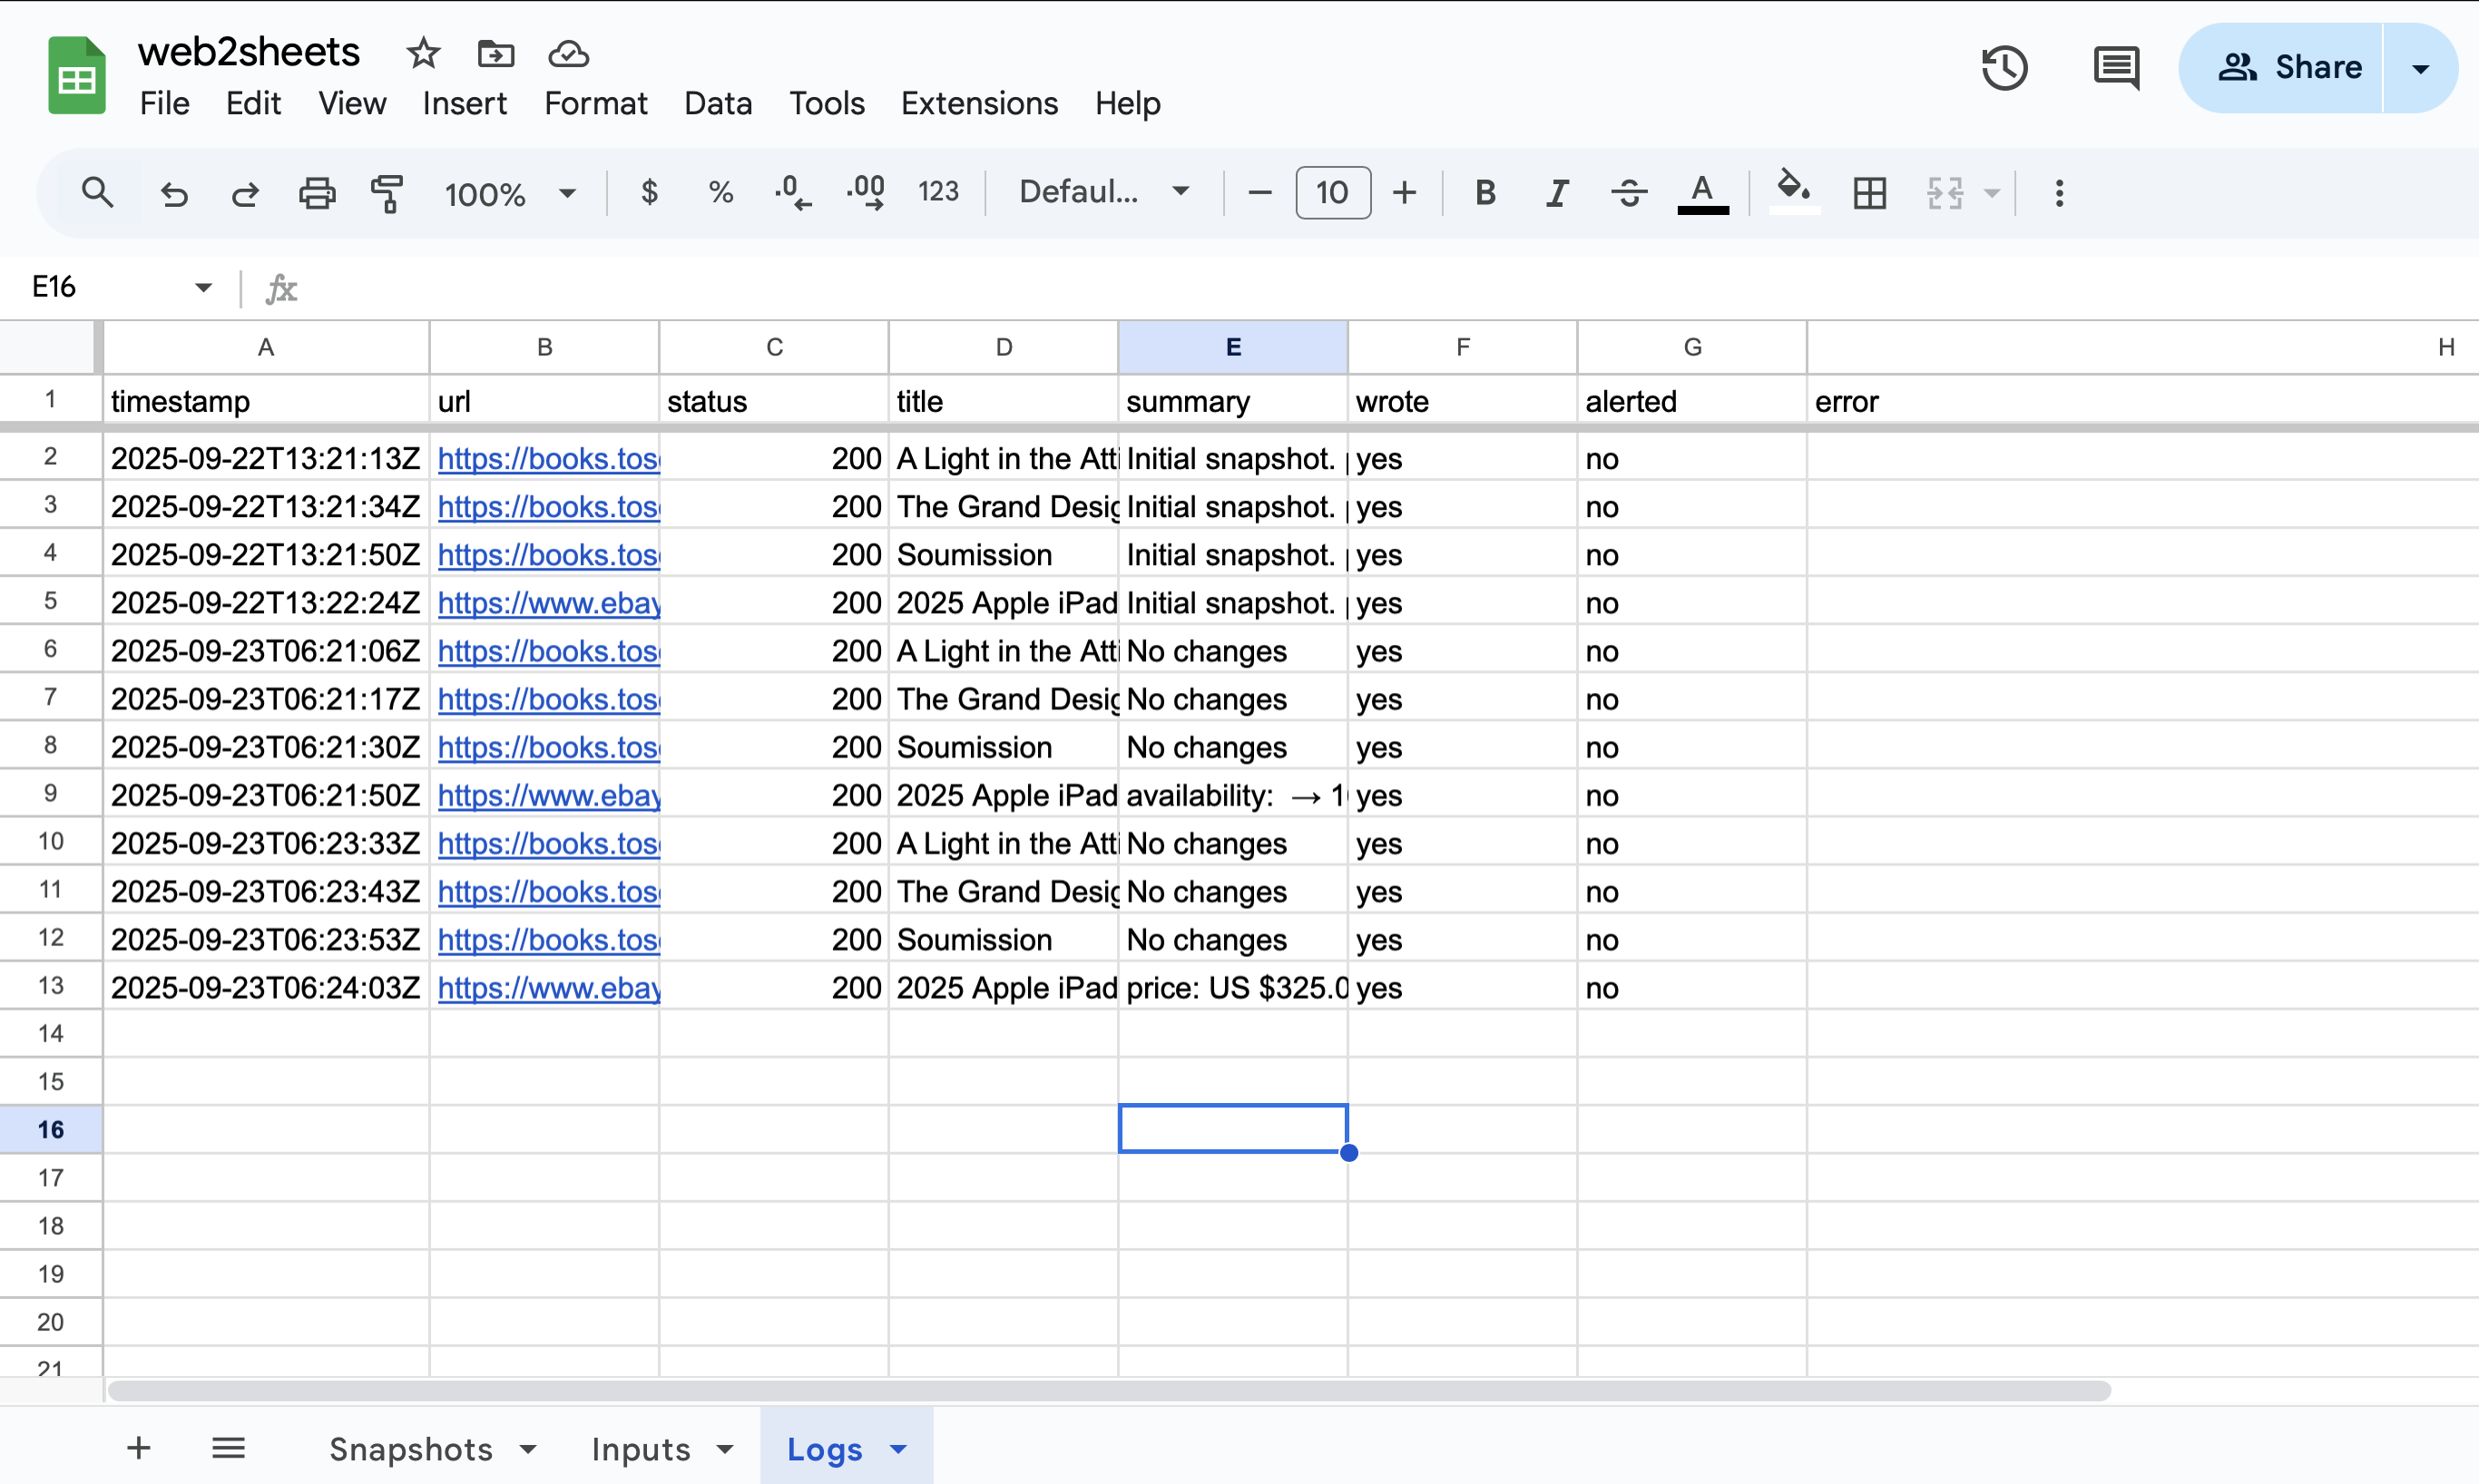 web2sheets
File Edit View Insert Format Data Tools Extensions Help
Share
100% $ % .0 .00 123 Defaul... 10 B I S A
E16 fx
A B C D E F G H
1 timestamp url status title summary wrote alerted error
2 2025-09-22T13:21:13Z https://books.tos 200 A Light in the Att Initial snapshot. yes no
3 2025-09-22T13:21:34Z https://books.tos 200 The Grand Desig Initial snapshot. yes no
4 2025-09-22T13:21:50Z https://books.tos 200 Soumission Initial snapshot. yes no
5 2025-09-22T13:22:24Z https://www.ebay 200 2025 Apple iPad Initial snapshot. yes no
6 2025-09-23T06:21:06Z https://books.tos 200 A Light in the Att No changes yes no
7 2025-09-23T06:21:17Z https://books.tos 200 The Grand Desig No changes yes no
8 2025-09-23T06:21:30Z https://books.tos 200 Soumission No changes yes no
9 2025-09-23T06:21:50Z https://www.ebay 200 2025 Apple iPad availability: → 1 yes no
10 2025-09-23T06:23:33Z https://books.tos 200 A Light in the Att No changes yes no
11 2025-09-23T06:23:43Z https://books.tos 200 The Grand Desig No changes yes no
12 2025-09-23T06:23:53Z https://books.tos 200 Soumission No changes yes no
13 2025-09-23T06:24:03Z https://www.ebay 200 2025 Apple iPad price: US $325.0 yes no
14
15
16
17
18
19
20
21
Snapshots Inputs Logs